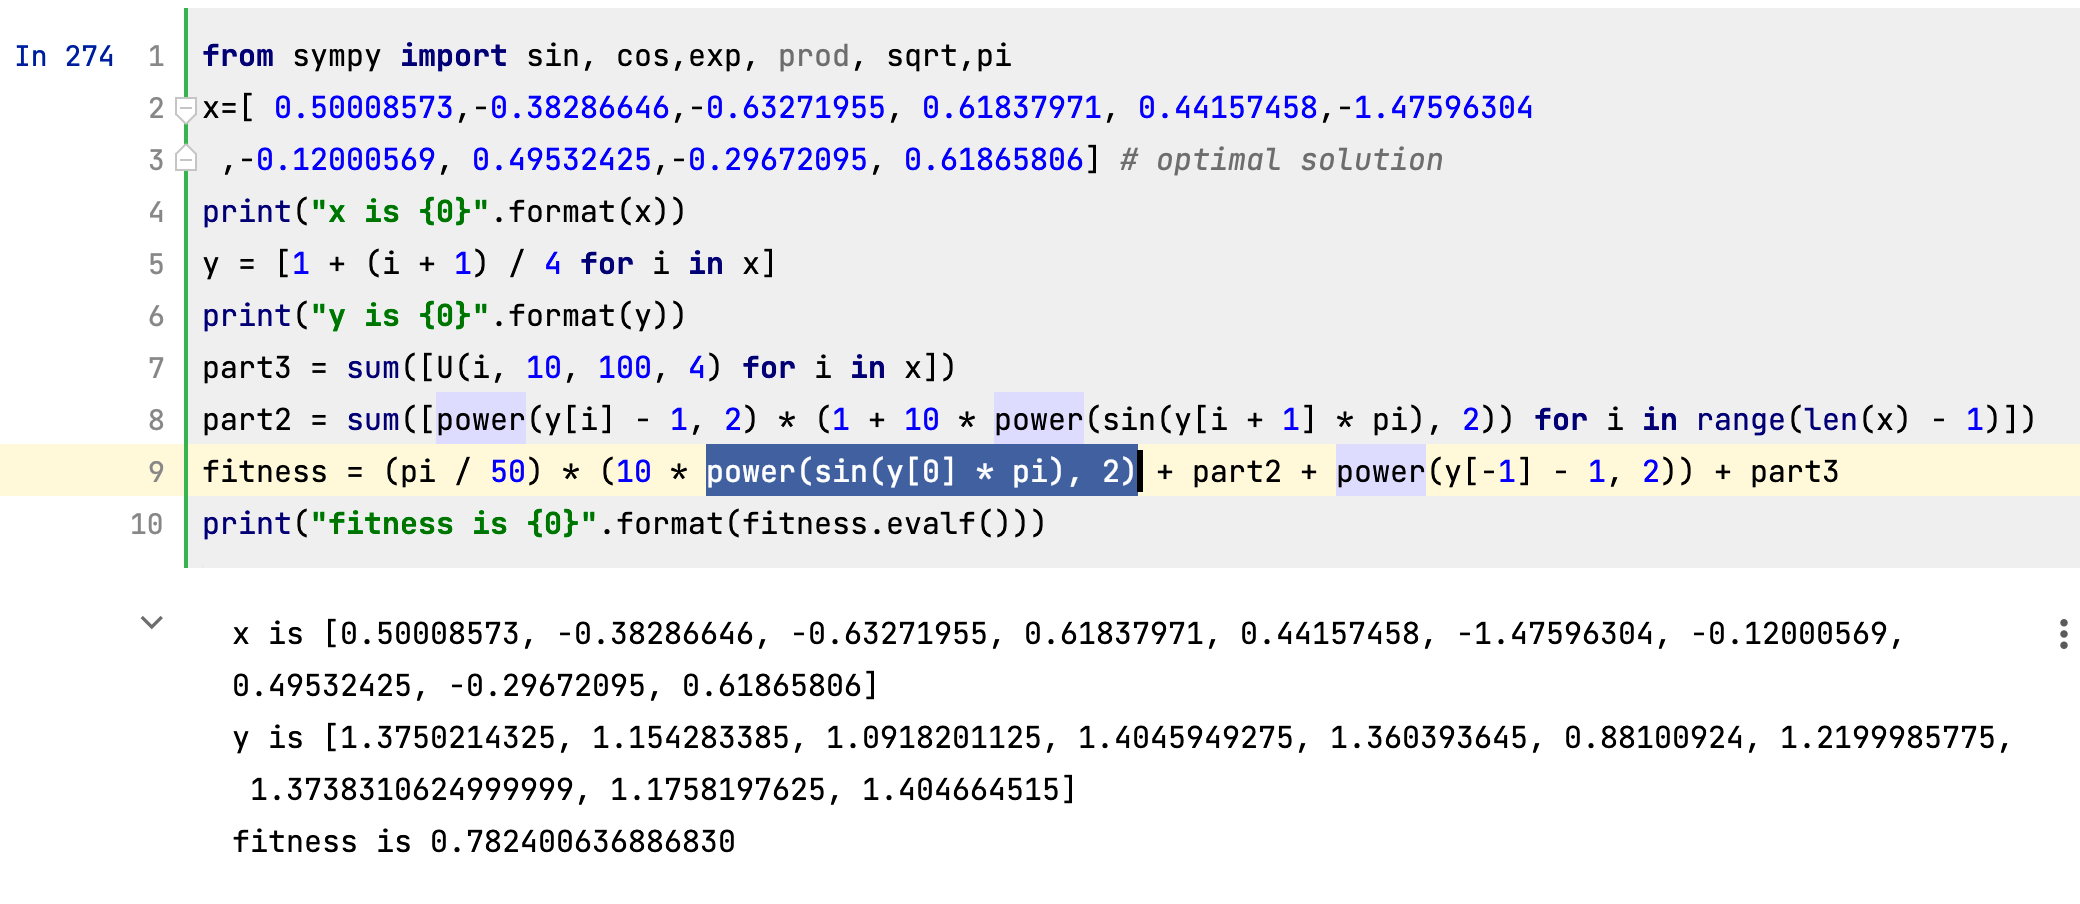 In 274
1 from sympy import sin, cos,exp, prod, sqrt,pi
2 x=[ 0.50008573,-0.38286646,-0.63271955, 0.61837971, 0.44157458,-1.47596304
3 ,-0.12000569, 0.49532425,-0.29672095, 0.61865806] # optimal solution
4 print("x is {0}".format(x))
5 y = [1 + (i + 1) / 4 for i in x]
6 print("y is {0}".format(y))
7 part3 = sum([U(i, 10, 100, 4) for i in x])
8 part2 = sum([power(y[i] - 1, 2) * (1 + 10 * power(sin(y[i + 1] * pi), 2)) for i in range(len(x) - 1)])
9 fitness = (pi / 50) * (10 * power(sin(y[0] * pi), 2) + part2 + power(y[-1] - 1, 2)) + part3
10 print("fitness is {0}".format(fitness.evalf()))
x is [0.50008573, -0.38286646, -0.63271955, 0.61837971, 0.44157458, -1.47596304, -0.12000569,
0.49532425, -0.29672095, 0.61865806]
y is [1.3750214325, 1.154283385, 1.0918201125, 1.4045949275, 1.360393645, 0.88100924, 1.2199985775,
1.3738310624999999, 1.1758197625, 1.404664515]
fitness is 0.782400636886830